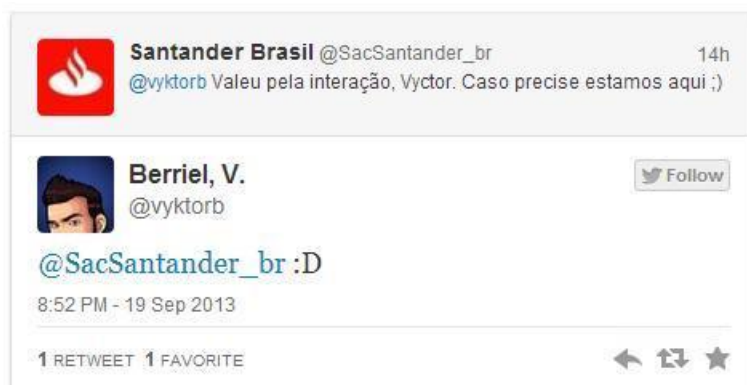 Santander Brasil @SacSantander_br 14h
@vyktorb Valeu pela interação, Vyctor. Caso precise estamos aqui ;)
Berriel, V. Follow
@vyktorb
@SacSantander_br :D
8:52 PM - 19 Sep 2013
1 RETWEET 1 FAVORITE